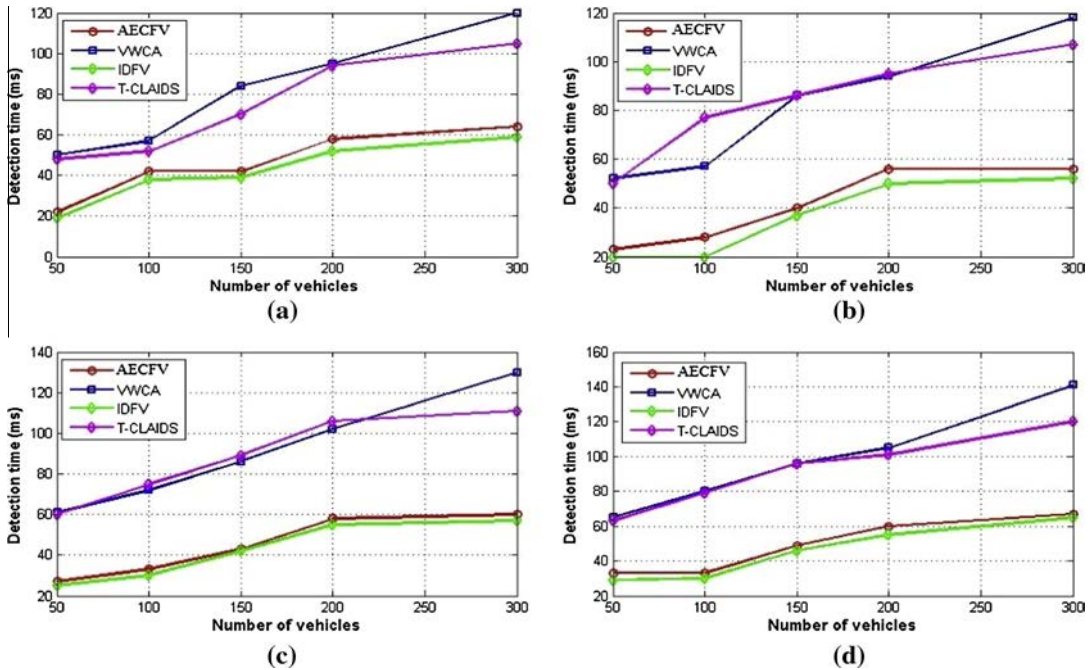 120
100
80
60
40
20
0
Detection time (ms)
AECFV
VWCA
IDFV
T-CLAIDS
50 100 150 200 250 300
Number of vehicles
(a)
120
100
80
60
40
20
Detection time (ms)
AECFV
VWCA
IDFV
T-CLAIDS
50 100 150 200 250 300
Number of vehicles
(b)
140
120
100
80
60
40
20
Detection time (ms)
AECFV
VWCA
IDFV
T-CLAIDS
50 100 150 200 250 300
Number of vehicles
(c)
160
140
120
100
80
60
40
20
Detection time (ms)
AECFV
VWCA
IDFV
T-CLAIDS
50 100 150 200 250 300
Number of vehicles
(d)